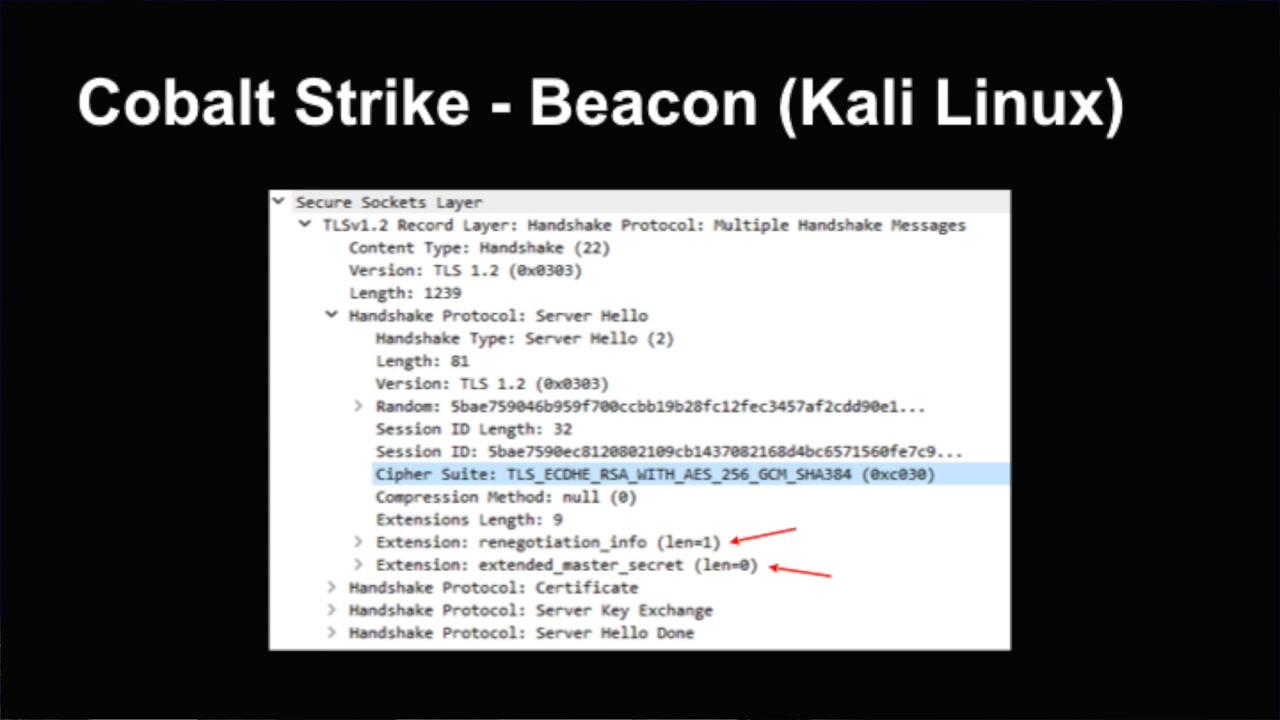 Cobalt Strike - Beacon (Kali Linux)
Secure Sockets Layer
TLSv1.2 Record Layer: Handshake Protocol: Multiple Handshake Messages
Content Type: Handshake (22)
Version: TLS 1.2 (0x0303)
Length: 1239
Handshake Protocol: Server Hello
Handshake Type: Server Hello (2)
Length: 81
Version: TLS 1.2 (0x0303)
Random: 5bae759046b959f700ccbb19b28fc12fec3457af2cdd90e1...
Session ID Length: 32
Session ID: 5bae7590ec8120802109cb1437082168d4bc6571560fe7c9...
Cipher Suite: TLS_ECDHE_RSA_WITH_AES_256_GCM_SHA384 (0xc030)
Compression Method: null (0)
Extensions Length: 9
Extension: renegotiation_info (len=1)
Extension: extended_master_secret (len=0)
Handshake Protocol: Certificate
Handshake Protocol: Server Key Exchange
Handshake Protocol: Server Hello Done